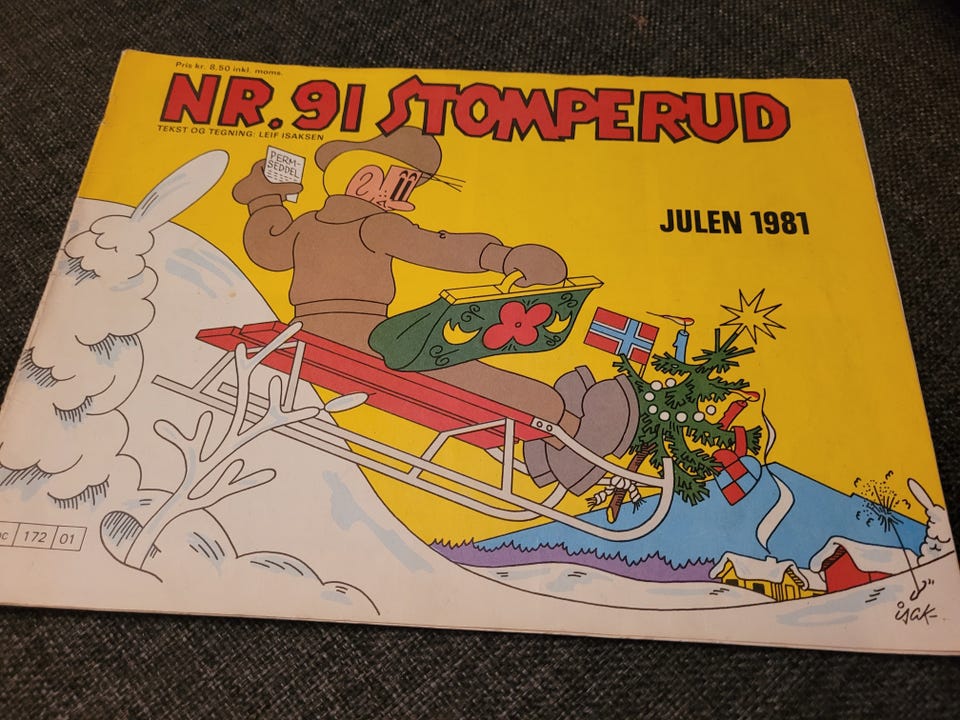 Pris kr. 8,50 inkl. moms.
NR. 91 STOMPERUD
TEKST OG TEGNING: LEIF ISAKSEN
PERM-
SEDDEL
JULEN 1981
172 01
isak-